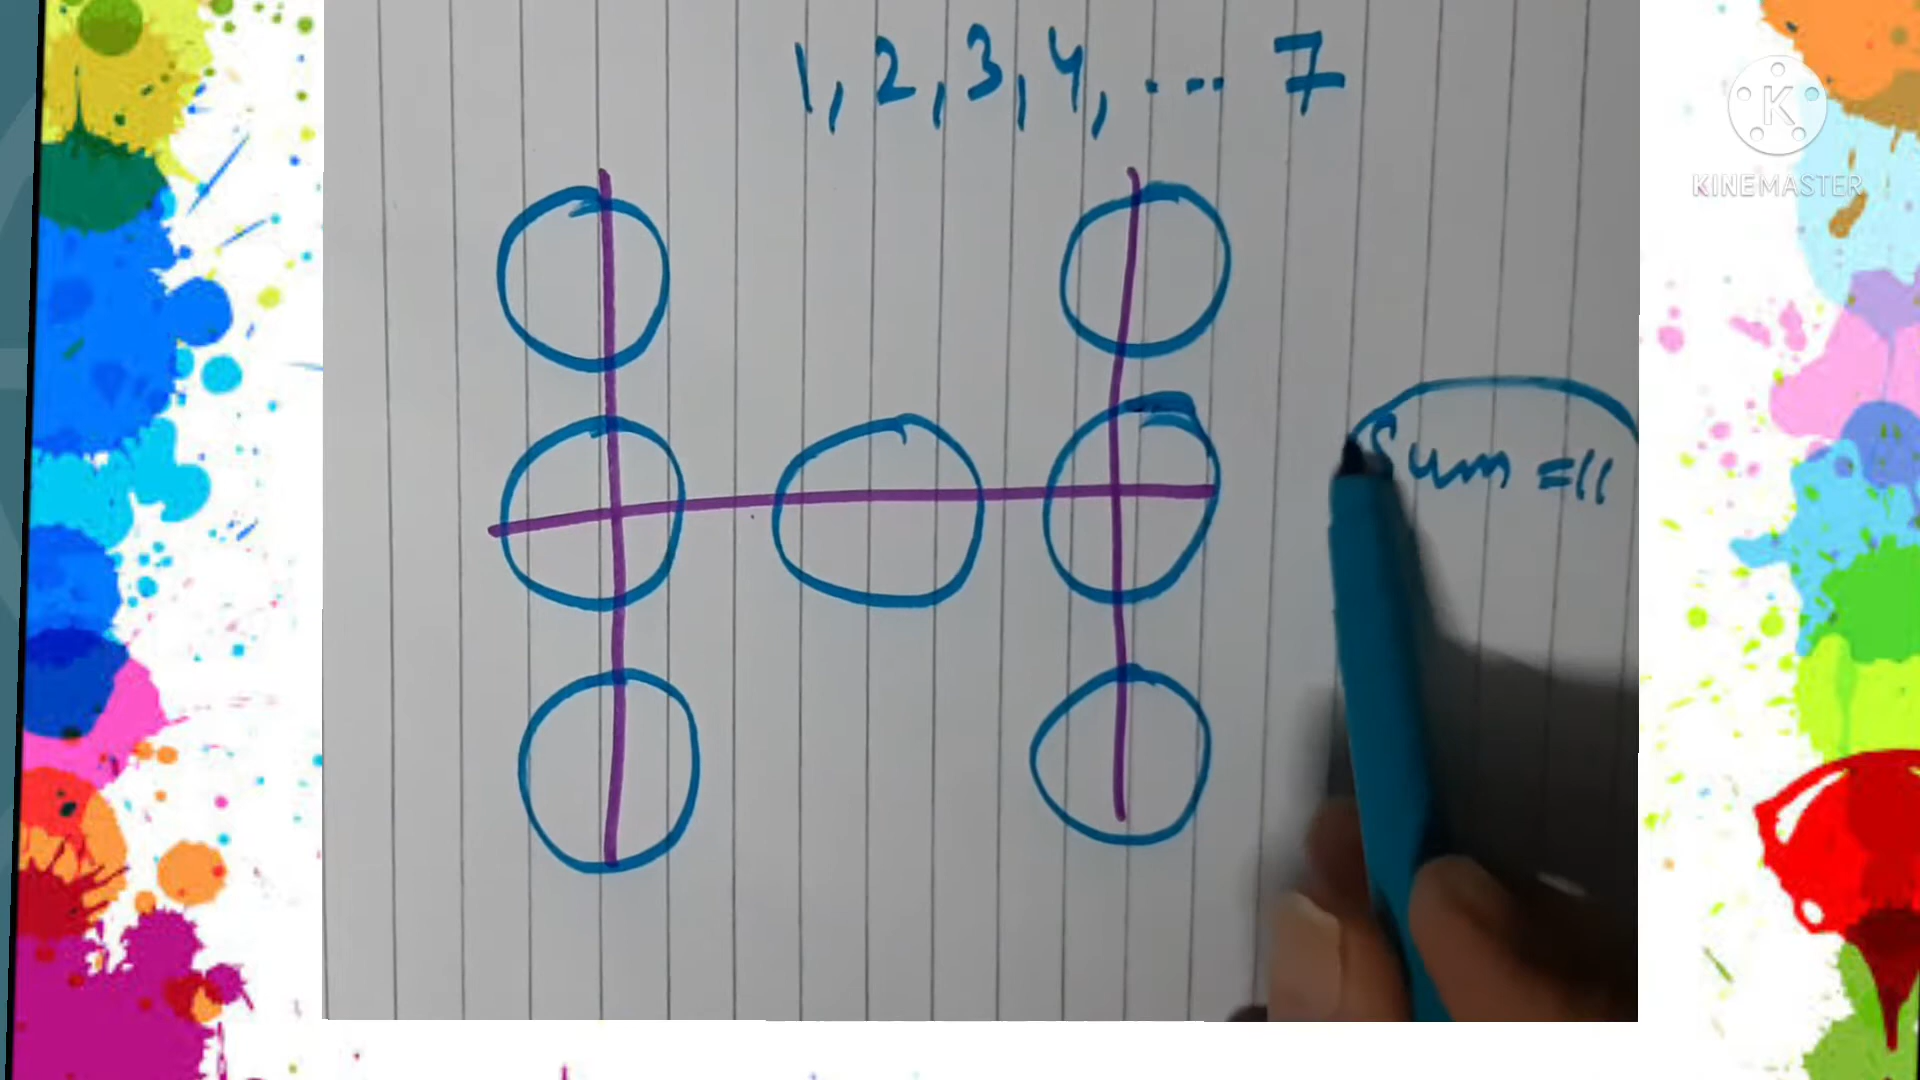 1, 2, 3, 4, ... 7
K
KINEMASTER
Sum = 11